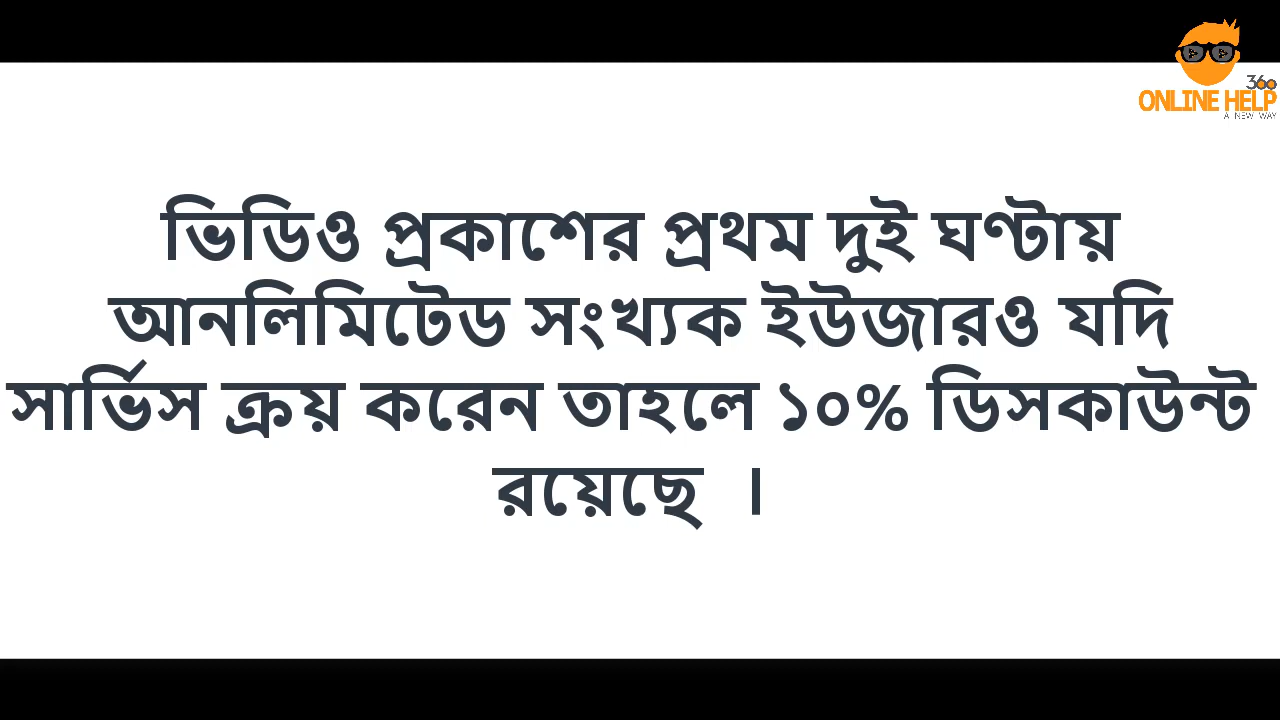 360
ONLINE HELP
A NEW WAY
ভিডিও প্রকাশের প্রথম দুই ঘণ্টায়
আনলিমিটেড সংখ্যক ইউজারও যদি
সার্ভিস ক্রয় করেন তাহলে ১০% ডিসকাউন্ট
রয়েছে ।